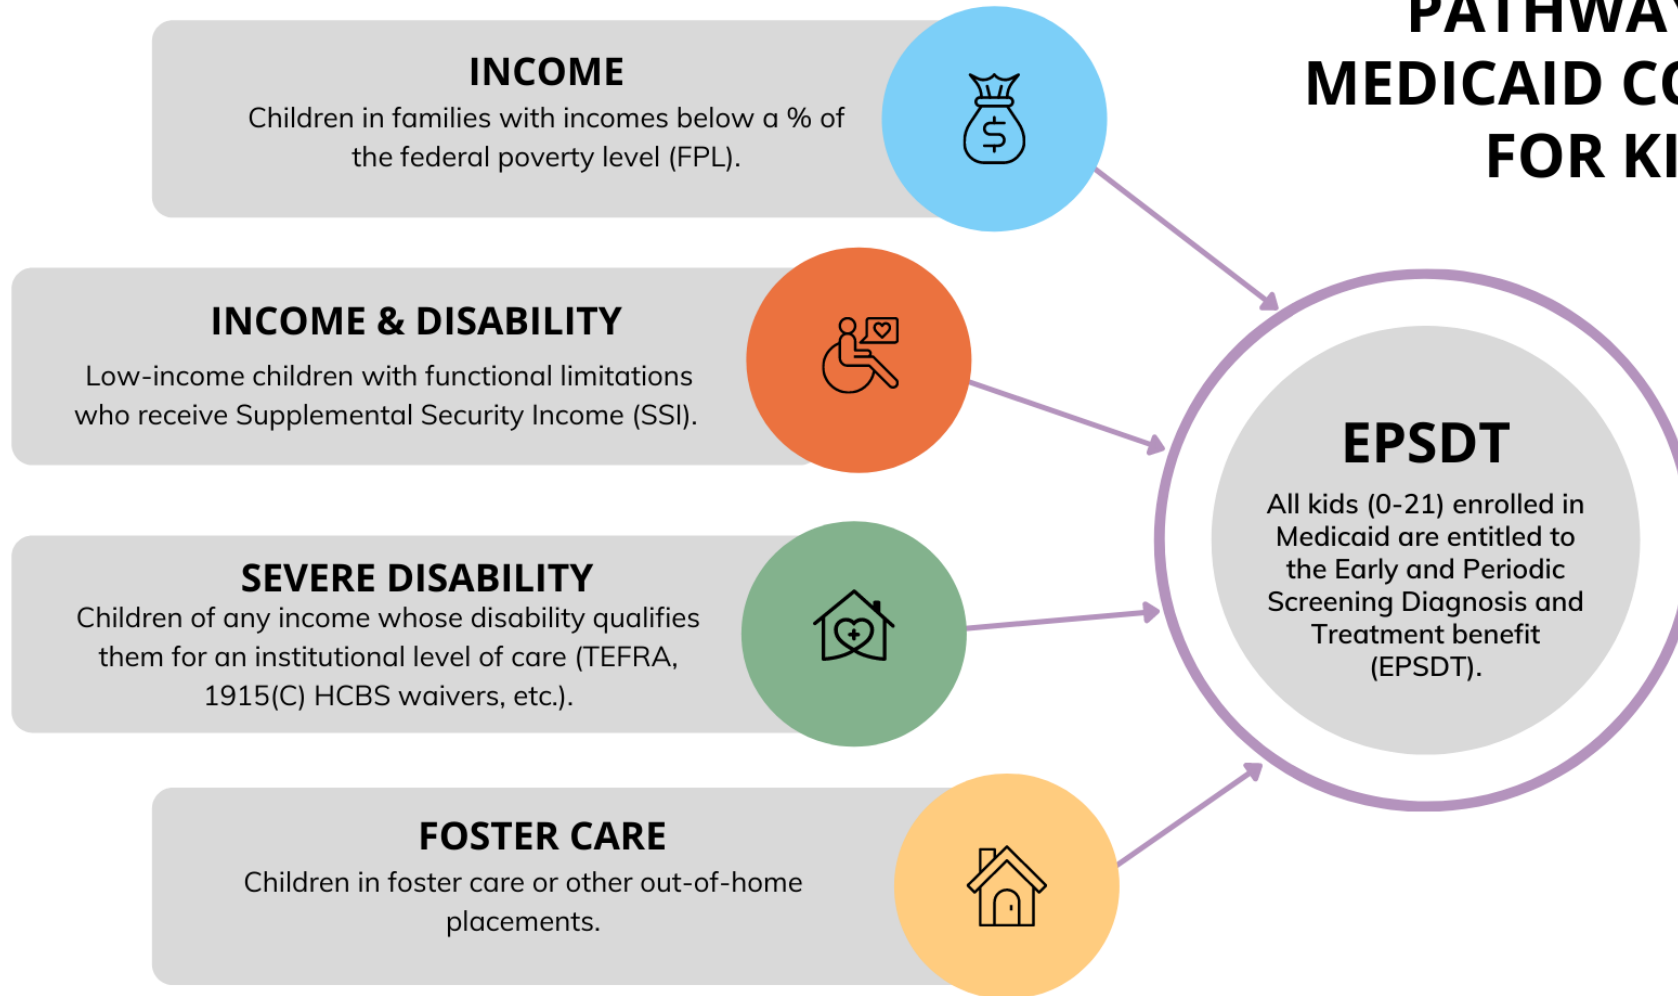 INCOME
Children in families with incomes below a % of
the federal poverty level (FPL).
MEDICAID
FOR
INCOME & DISABILITY
Low-income children with functional limitations
who receive Supplemental Security Income (SSI).
SEVERE DISABILITY
Children of any income whose disability qualifies
them for an institutional level of care (TEFRA,
1915(C) HCBS waivers, etc.).
FOSTER CARE
Children in foster care or other out-of-home
placements.
EPSDT
All kids (0-21) enrolled in
Medicaid are entitled to
the Early and Periodic
Screening Diagnosis and
Treatment benefit
(EPSDT).
$